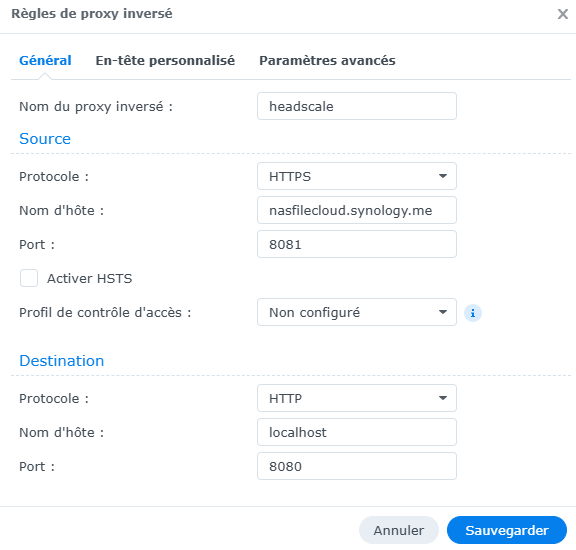 Règles de proxy inversé
Général En-tête personnalisé Paramètres avancés
Nom du proxy inversé : headscale
Source
Protocole : HTTPS
Nom d'hôte : nasfilecloud.synology.me
Port : 8081
Activer HSTS
Profil de contrôle d'accès : Non configuré
Destination
Protocole : HTTP
Nom d'hôte : localhost
Port : 8080
Annuler Sauvegarder